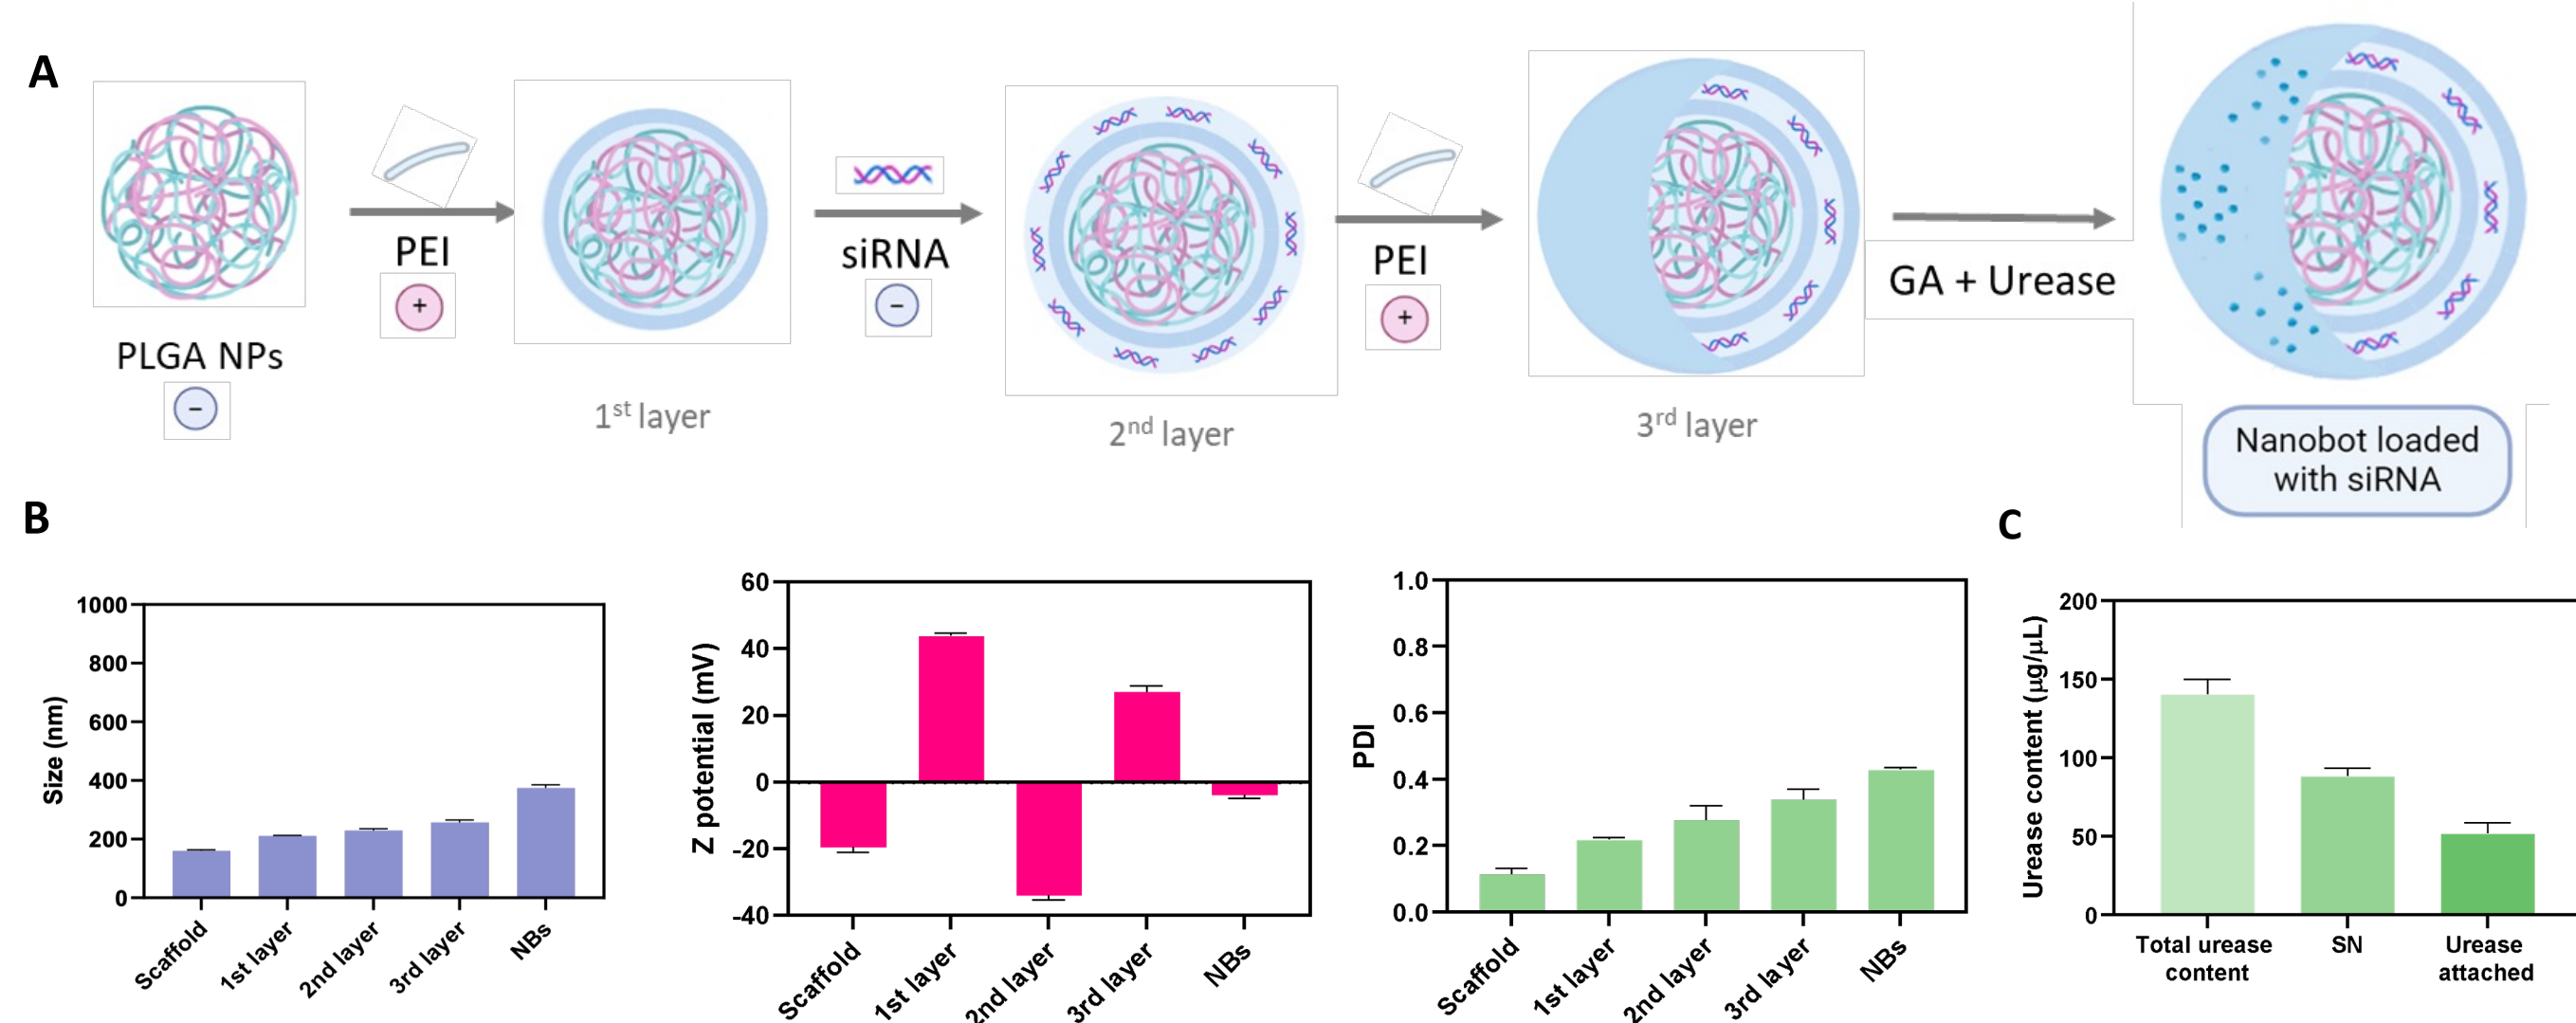 A
PLGA NPs
−
PEI
+
1st layer
siRNA
−
2nd layer
PEI
+
3rd layer
GA + Urease
Nanobot loaded
with siRNA
B
Size (nm)
1000
800
600
400
200
0
Scaffold
1st layer
2nd layer
3rd layer
NBs
Z potential (mV)
60
40
20
0
-20
-40
Scaffold
1st layer
2nd layer
3rd layer
NBs
PDI
1.0
0.8
0.6
0.4
0.2
0.0
Scaffold
1st layer
2nd layer
3rd layer
NBs
C
Urease content (µg/µL)
200
150
100
50
0
Total urease
content
SN
Urease
attached